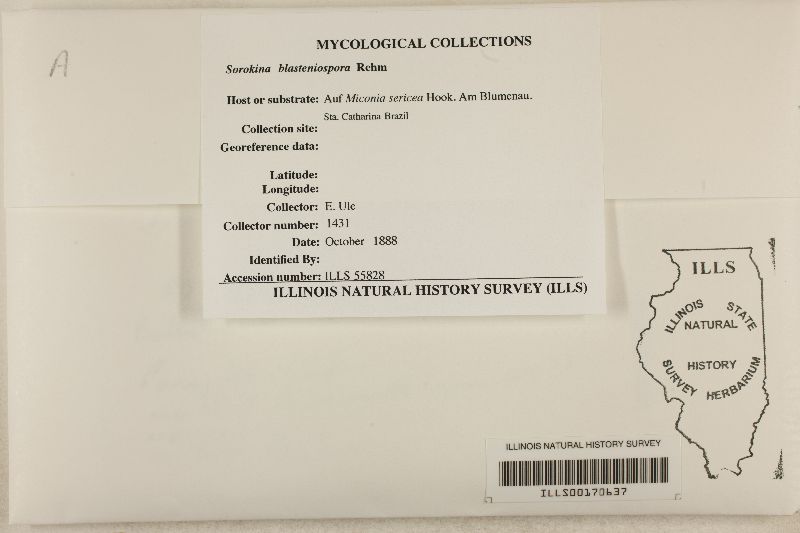 A
MYCOLOGICAL COLLECTIONS
Sorokina blasteniospora Rehm
Host or substrate: Auf Miconia sericea Hook. Am Blumenau.
Sta. Catharina Brazil
Collection site:
Georeference data:
Latitude:
Longitude:
Collector: E. Ule
Collector number: 1431
Date: October 1888
Identified By:
Accession number: ILLS 55828
ILLINOIS NATURAL HISTORY SURVEY (ILLS)
ILLS
ILLINOIS STATE
NATURAL
HISTORY
SURVEY HERBARIUM
ILLINOIS NATURAL HISTORY SURVEY
ILLS00170637